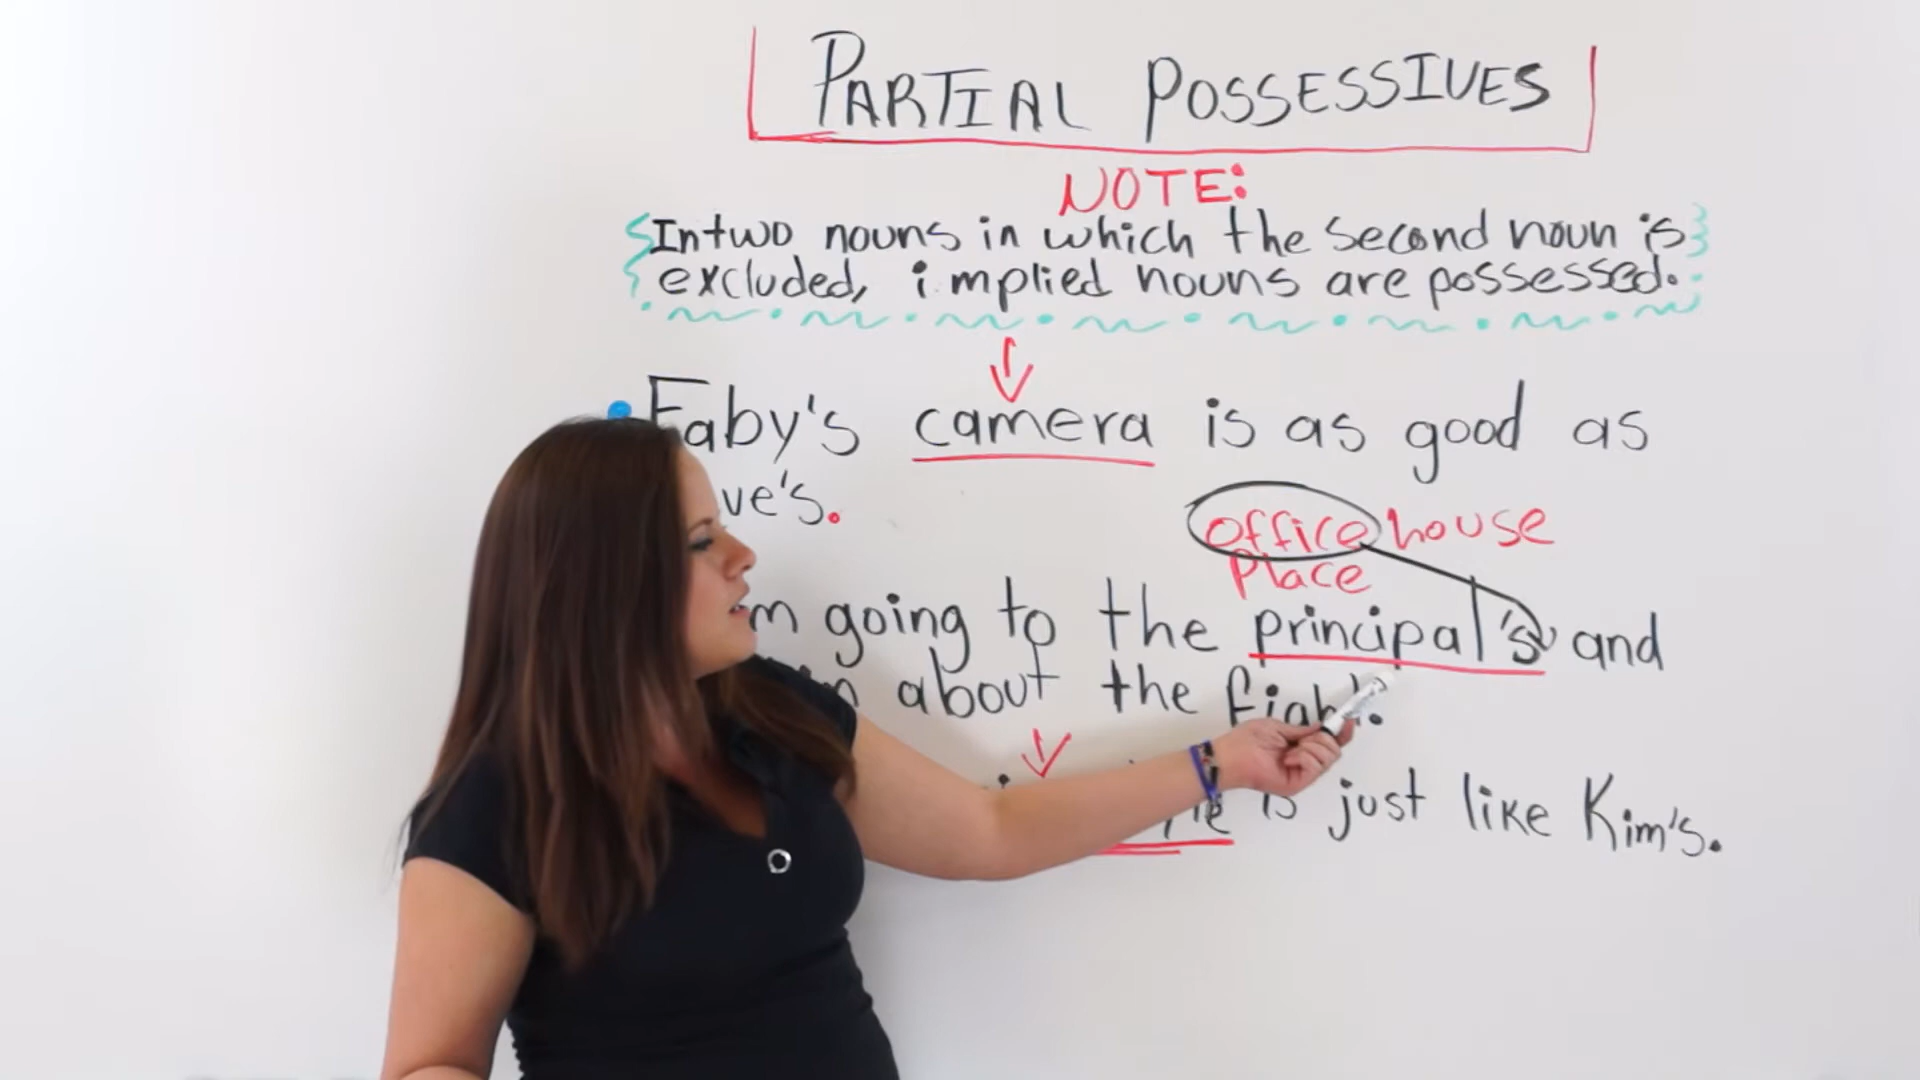 PARTIAL POSSESSIVES
NOTE:
In two nouns in which the second noun is
excluded, implied nouns are possessed.
Faby's camera is as good as
ve's.
office house
Place
m going to the principal's and
about the fight.
is just like Kim's.